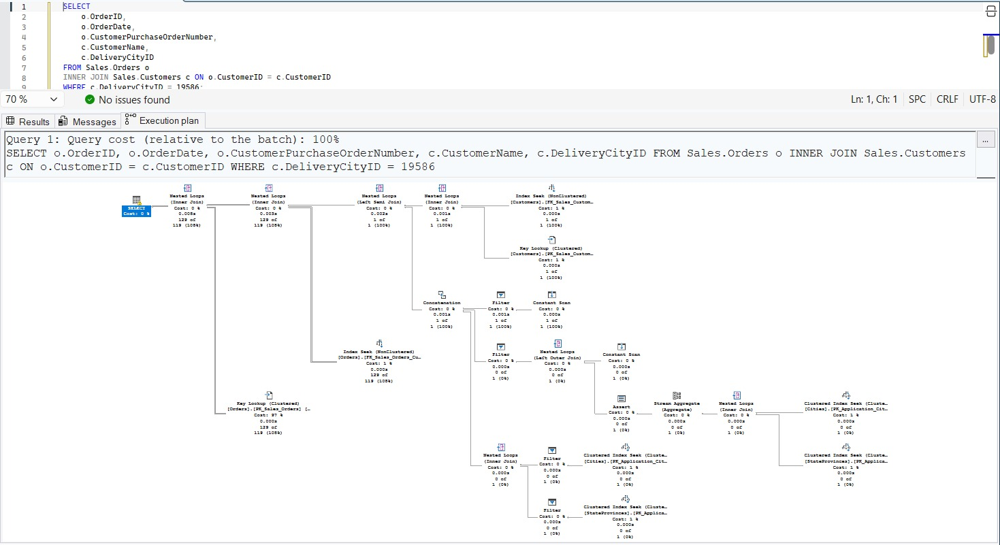 1 SELECT
2 o.OrderID,
3 o.OrderDate,
4 o.CustomerPurchaseOrderNumber,
5 c.CustomerName,
6 c.DeliveryCityID
7 FROM Sales.Orders o
8 INNER JOIN Sales.Customers c ON o.CustomerID = c.CustomerID
9 WHERE c.DeliveryCityID = 19586;
70 % No issues found Ln: 1, Ch: 1 SPC CRLF UTF-8
Results Messages Execution plan
Query 1: Query cost (relative to the batch): 100%
SELECT o.OrderID, o.OrderDate, o.CustomerPurchaseOrderNumber, c.CustomerName, c.DeliveryCityID FROM Sales.Orders o INNER JOIN Sales.Customers
c ON o.CustomerID = c.CustomerID WHERE c.DeliveryCityID = 19586
...
SELECT
Cost: 0 %
Nested Loops
(Inner Join)
Cost: 0 %
0.008s
129 of
119 (108%)
Nested Loops
(Inner Join)
Cost: 0 %
0.003s
129 of
119 (108%)
Nested Loops
(Left Semi Join)
Cost: 0 %
0.002s
1 of
1 (100%)
Nested Loops
(Inner Join)
Cost: 0 %
0.001s
1 of
1 (100%)
Index Seek (NonClustered)
[Customers].[FK_Sales_Custom...
Cost: 1 %
0.000s
1 of
1 (100%)
Key Lookup (Clustered)
[Customers].[PK_Sales_Custom...
Cost: 1 %
0.000s
1 of
1 (100%)
Concatenation
Cost: 0 %
0.001s
1 of
1 (100%)
Filter
Cost: 0 %
0.001s
1 of
1 (100%)
Constant Scan
Cost: 0 %
0.000s
1 of
1 (100%)
Index Seek (NonClustered)
[Orders].[FK_Sales_Orders_Cu...
Cost: 1 %
0.000s
129 of
119 (108%)
Filter
Cost: 0 %
0.000s
0 of
1 (0%)
Nested Loops
(Left Outer Join)
Cost: 0 %
0.000s
0 of
1 (0%)
Constant Scan
Cost: 0 %
0.000s
0 of
1 (0%)
Key Lookup (Clustered)
[Orders].[PK_Sales_Orders] [...
Cost: 97 %
0.000s
129 of
119 (108%)
Assert
Cost: 0 %
0.000s
0 of
1 (0%)
Stream Aggregate
(Aggregate)
Cost: 0 %
0.000s
0 of
1 (0%)
Nested Loops
(Inner Join)
Cost: 0 %
0.000s
0 of
1 (0%)
Clustered Index Seek (Cluste...
[Cities].[PK_Application_Cit...
Cost: 1 %
0.000s
0 of
1 (0%)
Nested Loops
(Inner Join)
Cost: 0 %
0.000s
0 of
1 (0%)
Filter
Cost: 0 %
0.000s
0 of
1 (0%)
Clustered Index Seek (Cluste...
[Cities].[PK_Application_Cit...
Cost: 1 %
0.000s
0 of
1 (0%)
Clustered Index Seek (Cluste...
[StateProvinces].[PK_Applica...
Cost: 1 %
0.000s
0 of
1 (0%)
Filter
Cost: 0 %
0.000s
0 of
1 (0%)
Clustered Index Seek (Cluste...
[StateProvinces].[PK_Applica...
Cost: 1 %
0.000s
0 of
1 (0%)